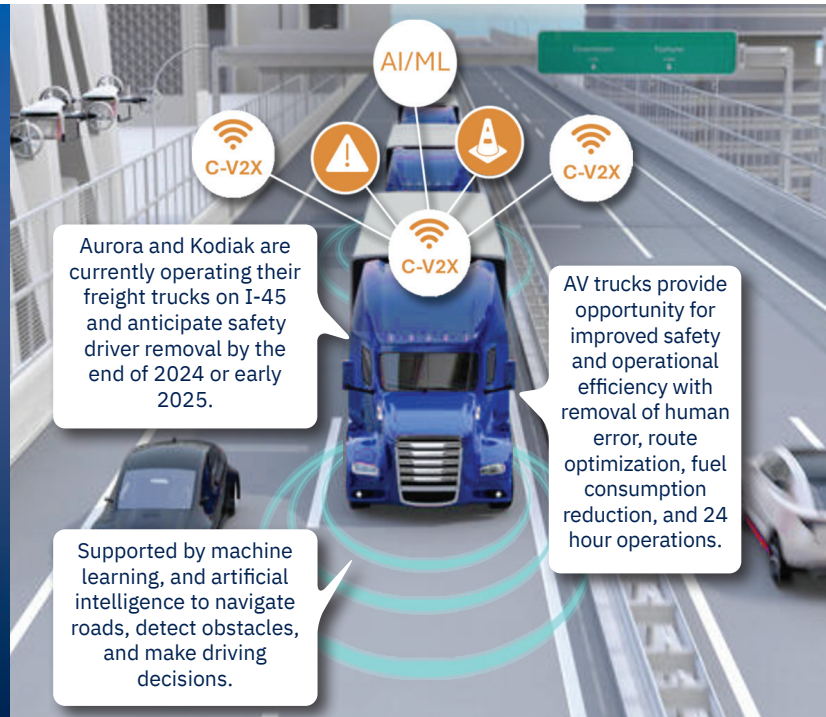 AI/ML
C-V2X
C-V2X
C-V2X
Aurora and Kodiak are
currently operating their
freight trucks on I-45
and anticipate safety
driver removal by the
end of 2024 or early
2025.
AV trucks provide
opportunity for
improved safety
and operational
efficiency with
removal of human
error, route
optimization, fuel
consumption
reduction, and 24
hour operations.
Supported by machine
learning, and artificial
intelligence to navigate
roads, detect obstacles,
and make driving
decisions.